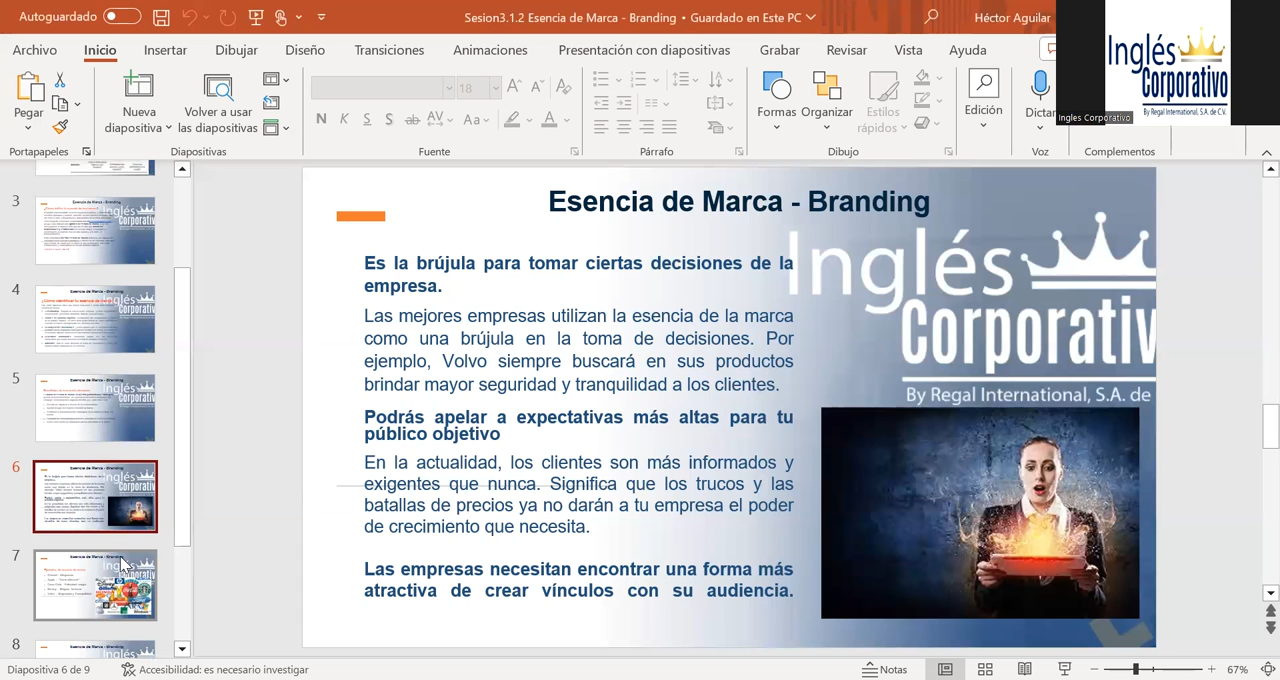 Autoguardado
Sesion3.1.2 Esencia de Marca - Branding • Guardado en Este PC
Héctor Aguilar
Archivo
Inicio
Insertar
Dibujar
Diseño
Transiciones
Animaciones
Presentación con diapositivas
Grabar
Revisar
Vista
Ayuda
Inglés
Corporativo
By Regal International, S.A. de C.V.
Ingles Corporativo
Pegar
Nueva diapositiva
Volver a usar las diapositivas
18
N K S S ab AV Aa A
Formas
Organizar
Estilos rápidos
Edición
Dictar
Portapapeles
Diapositivas
Fuente
Párrafo
Dibujo
Voz
Complementos
3
4
5
6
7
8
Esencia de Marca - Branding
Es la brújula para tomar ciertas decisiones de la
empresa.
Las mejores empresas utilizan la esencia de la marca
como una brújula en la toma de decisiones. Por
ejemplo, Volvo siempre buscará en sus productos
brindar mayor seguridad y tranquilidad a los clientes.
Podrás apelar a expectativas más altas para tu
público objetivo
En la actualidad, los clientes son más informados y
exigentes que nunca. Significa que los trucos y las
batallas de precios ya no darán a tu empresa el poder
de crecimiento que necesita.
Las empresas necesitan encontrar una forma más
atractiva de crear vínculos con su audiencia.
Inglés
Corporativ
By Regal International, S.A. de
Diapositiva 6 de 9
Accesibilidad: es necesario investigar
Notas
67%